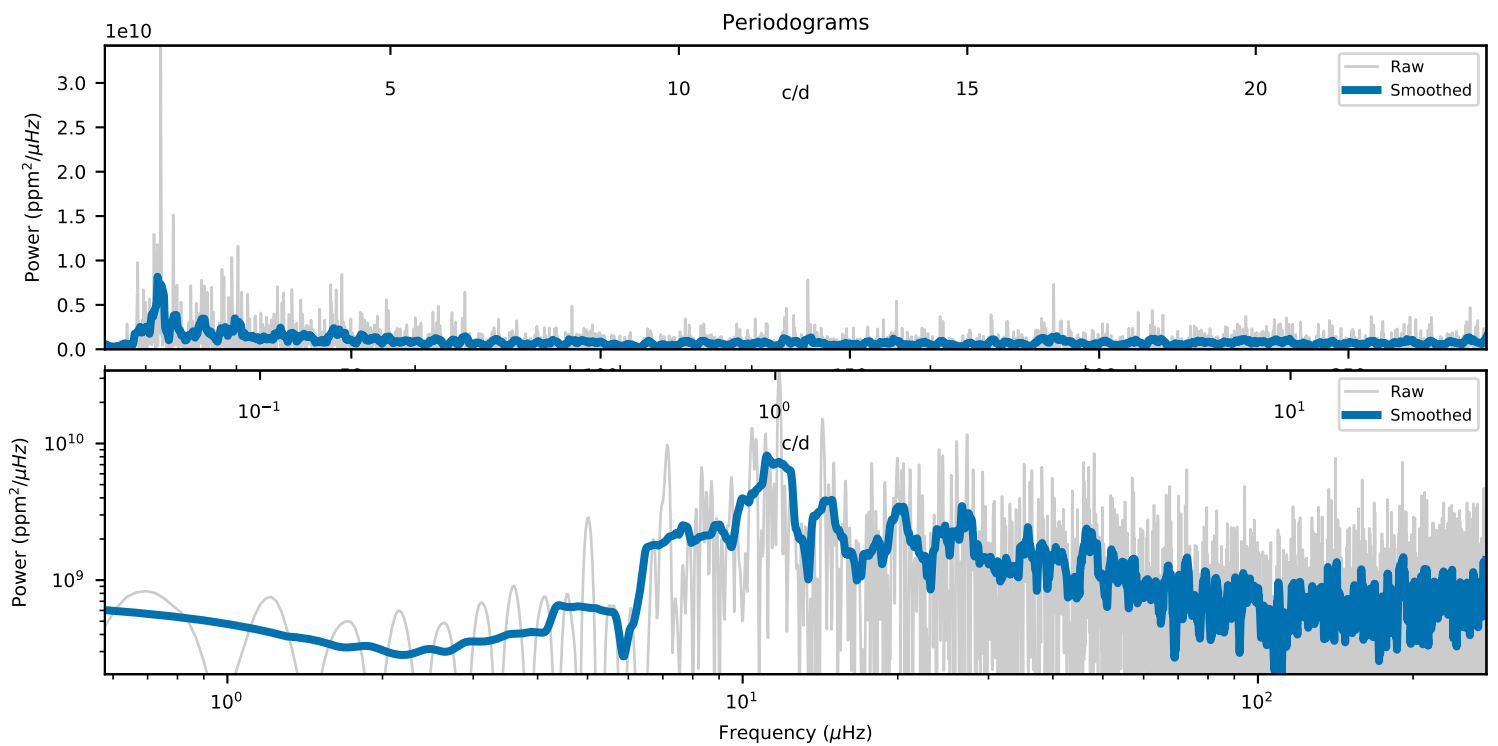 Periodograms
1e10
5 10 15 20
c/d
Raw
Smoothed
3.0
2.5
2.0
1.5
1.0
0.5
0.0
Power (ppm²/μHz)
10⁻¹ 10⁰ 10¹
c/d
Raw
Smoothed
10¹⁰
10⁹
Power (ppm²/μHz)
10⁰ 10¹ 10²
Frequency (μHz)